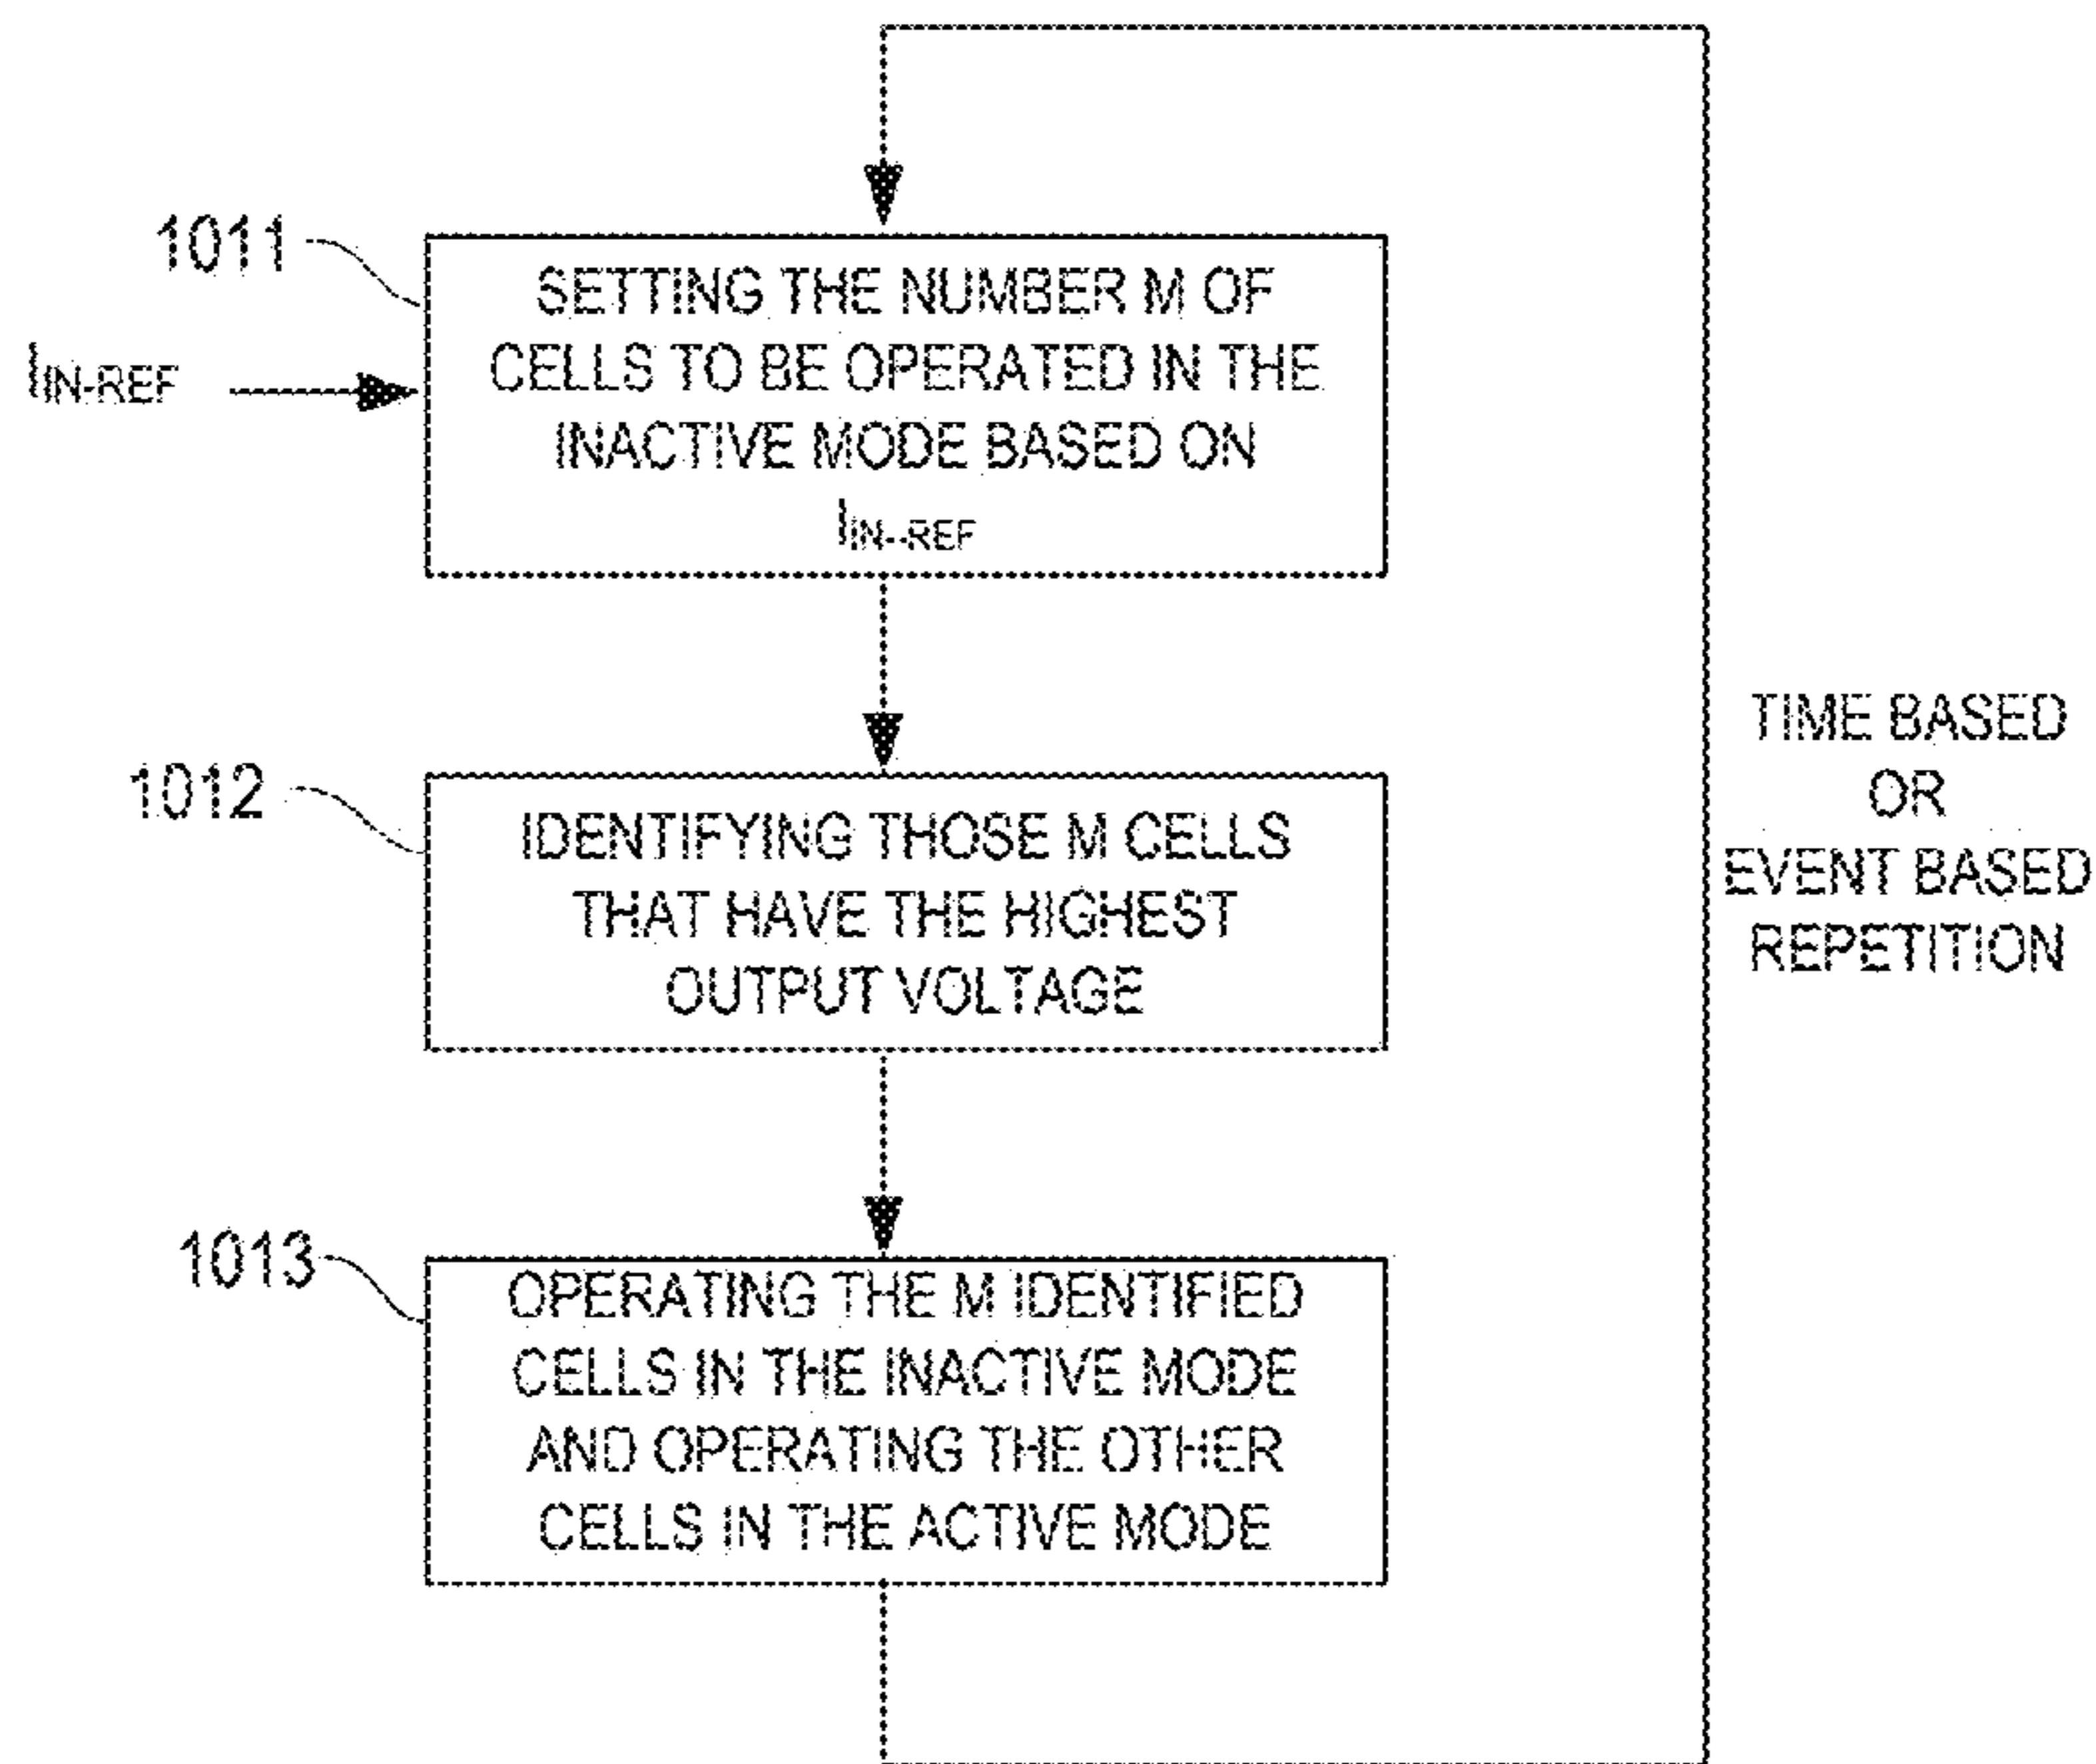 1011
SETTING THE NUMBER M OF
CELLS TO BE OPERATED IN THE
INACTIVE MODE BASED ON
IIN--REF
IIN-REF
1012
IDENTIFYING THOSE M CELLS
THAT HAVE THE HIGHEST
OUTPUT VOLTAGE
1013
OPERATING THE M IDENTIFIED
CELLS IN THE INACTIVE MODE
AND OPERATING THE OTHER
CELLS IN THE ACTIVE MODE
TIME BASED
OR
EVENT BASED
REPETITION